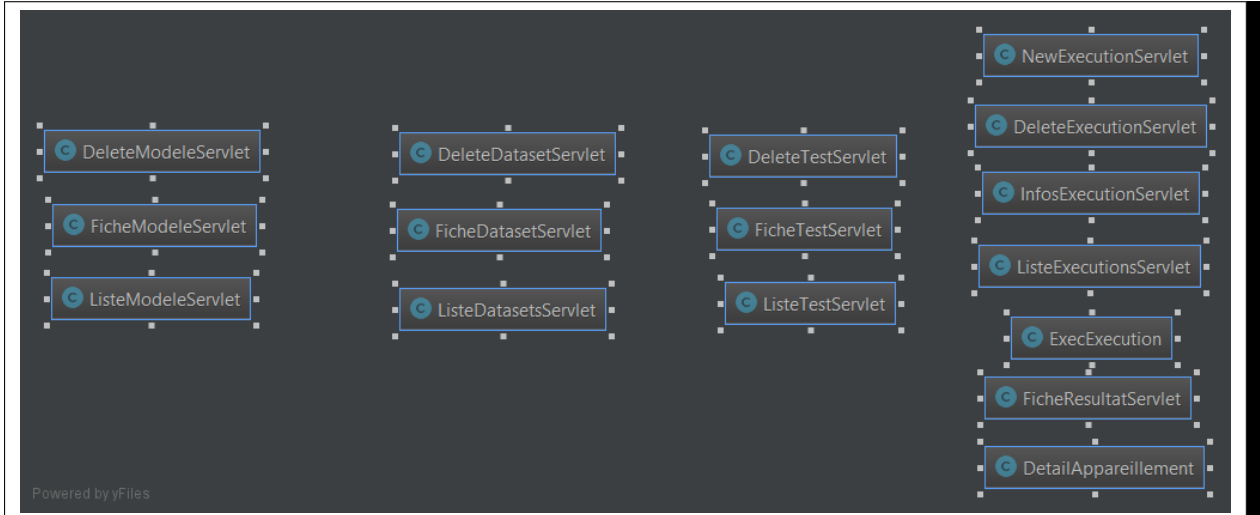 DeleteModeleServlet
FicheModeleServlet
ListeModeleServlet
DeleteDatasetServlet
FicheDatasetServlet
ListeDatasetsServlet
DeleteTestServlet
FicheTestServlet
ListeTestServlet
NewExecutionServlet
DeleteExecutionServlet
InfosExecutionServlet
ListeExecutionsServlet
ExecExecution
FicheResultatServlet
DetailAppareillement
Powered by yFiles